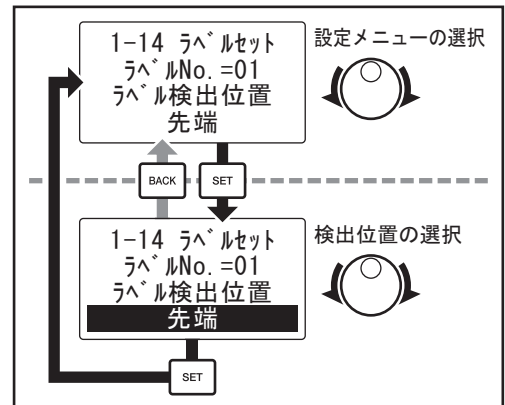 1-14 ﾗﾍﾞﾙｾｯﾄ
ﾗﾍﾞﾙNo.=01
ﾗﾍﾞﾙ検出位置
先端
設定メニューの選択
BACK
SET
1-14 ﾗﾍﾞﾙｾｯﾄ
ﾗﾍﾞﾙNo.=01
ﾗﾍﾞﾙ検出位置
先端
検出位置の選択
SET